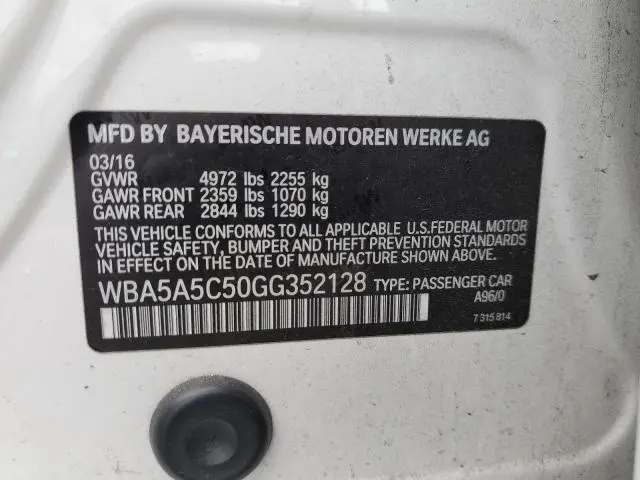 MFD BY BAYERISCHE MOTOREN WERKE AG
03/16
GVWR 4972 lbs 2255 kg
GAWR FRONT 2359 lbs 1070 kg
GAWR REAR 2844 lbs 1290 kg
THIS VEHICLE CONFORMS TO ALL APPLICABLE U.S.FEDERAL MOTOR
VEHICLE SAFETY, BUMPER AND THEFT PREVENTION STANDARDS
IN EFFECT ON THE DATE OF MANUFACTURE SHOWN ABOVE.
WBA5A5C50GG352128 TYPE: PASSENGER CAR
A96/0
7 315 814